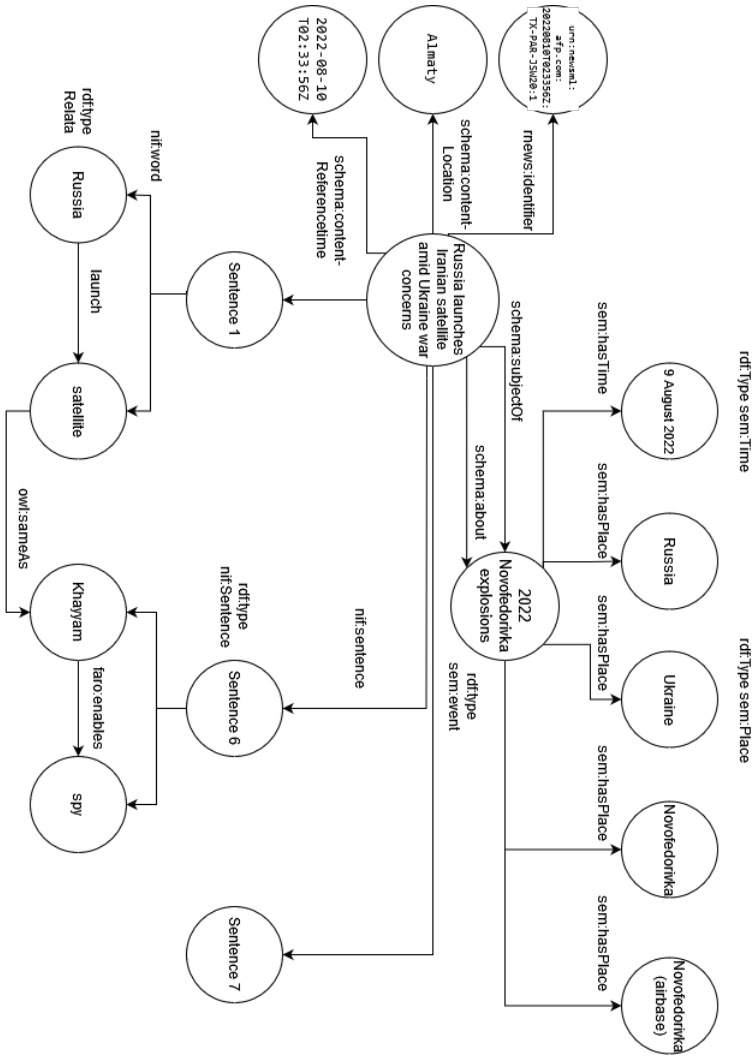 rdf:Type sem:Time
rdf:Type sem:Place
9 August 2022
Russia
Ukraine
Novofedorivka
Novofedorivka
(airbase)
sem:hasTime
sem:hasPlace
sem:hasPlace
sem:hasPlace
sem:hasPlace
urn:newsml:
afp.com:
20220810T023356Z:
TX-PAR-JSW20:1
rnews:identifier
schema:subjectOf
schema:about
2022
Novofedorivka
explosions
rdf:type
sem:event
Almaty
schema:content-
Location
Russia launches
Iranian satellite
amid Ukraine war
concerns
2022-08-10
T02:33:56Z
schema:content-
Referencetime
nif:sentence
Sentence 1
rdf:type
nif:Sentence
Sentence 6
Sentence 7
nif:word
rdf:type
Relata
Russia
launch
satellite
owl:sameAs
Khayyam
faro:enables
spy